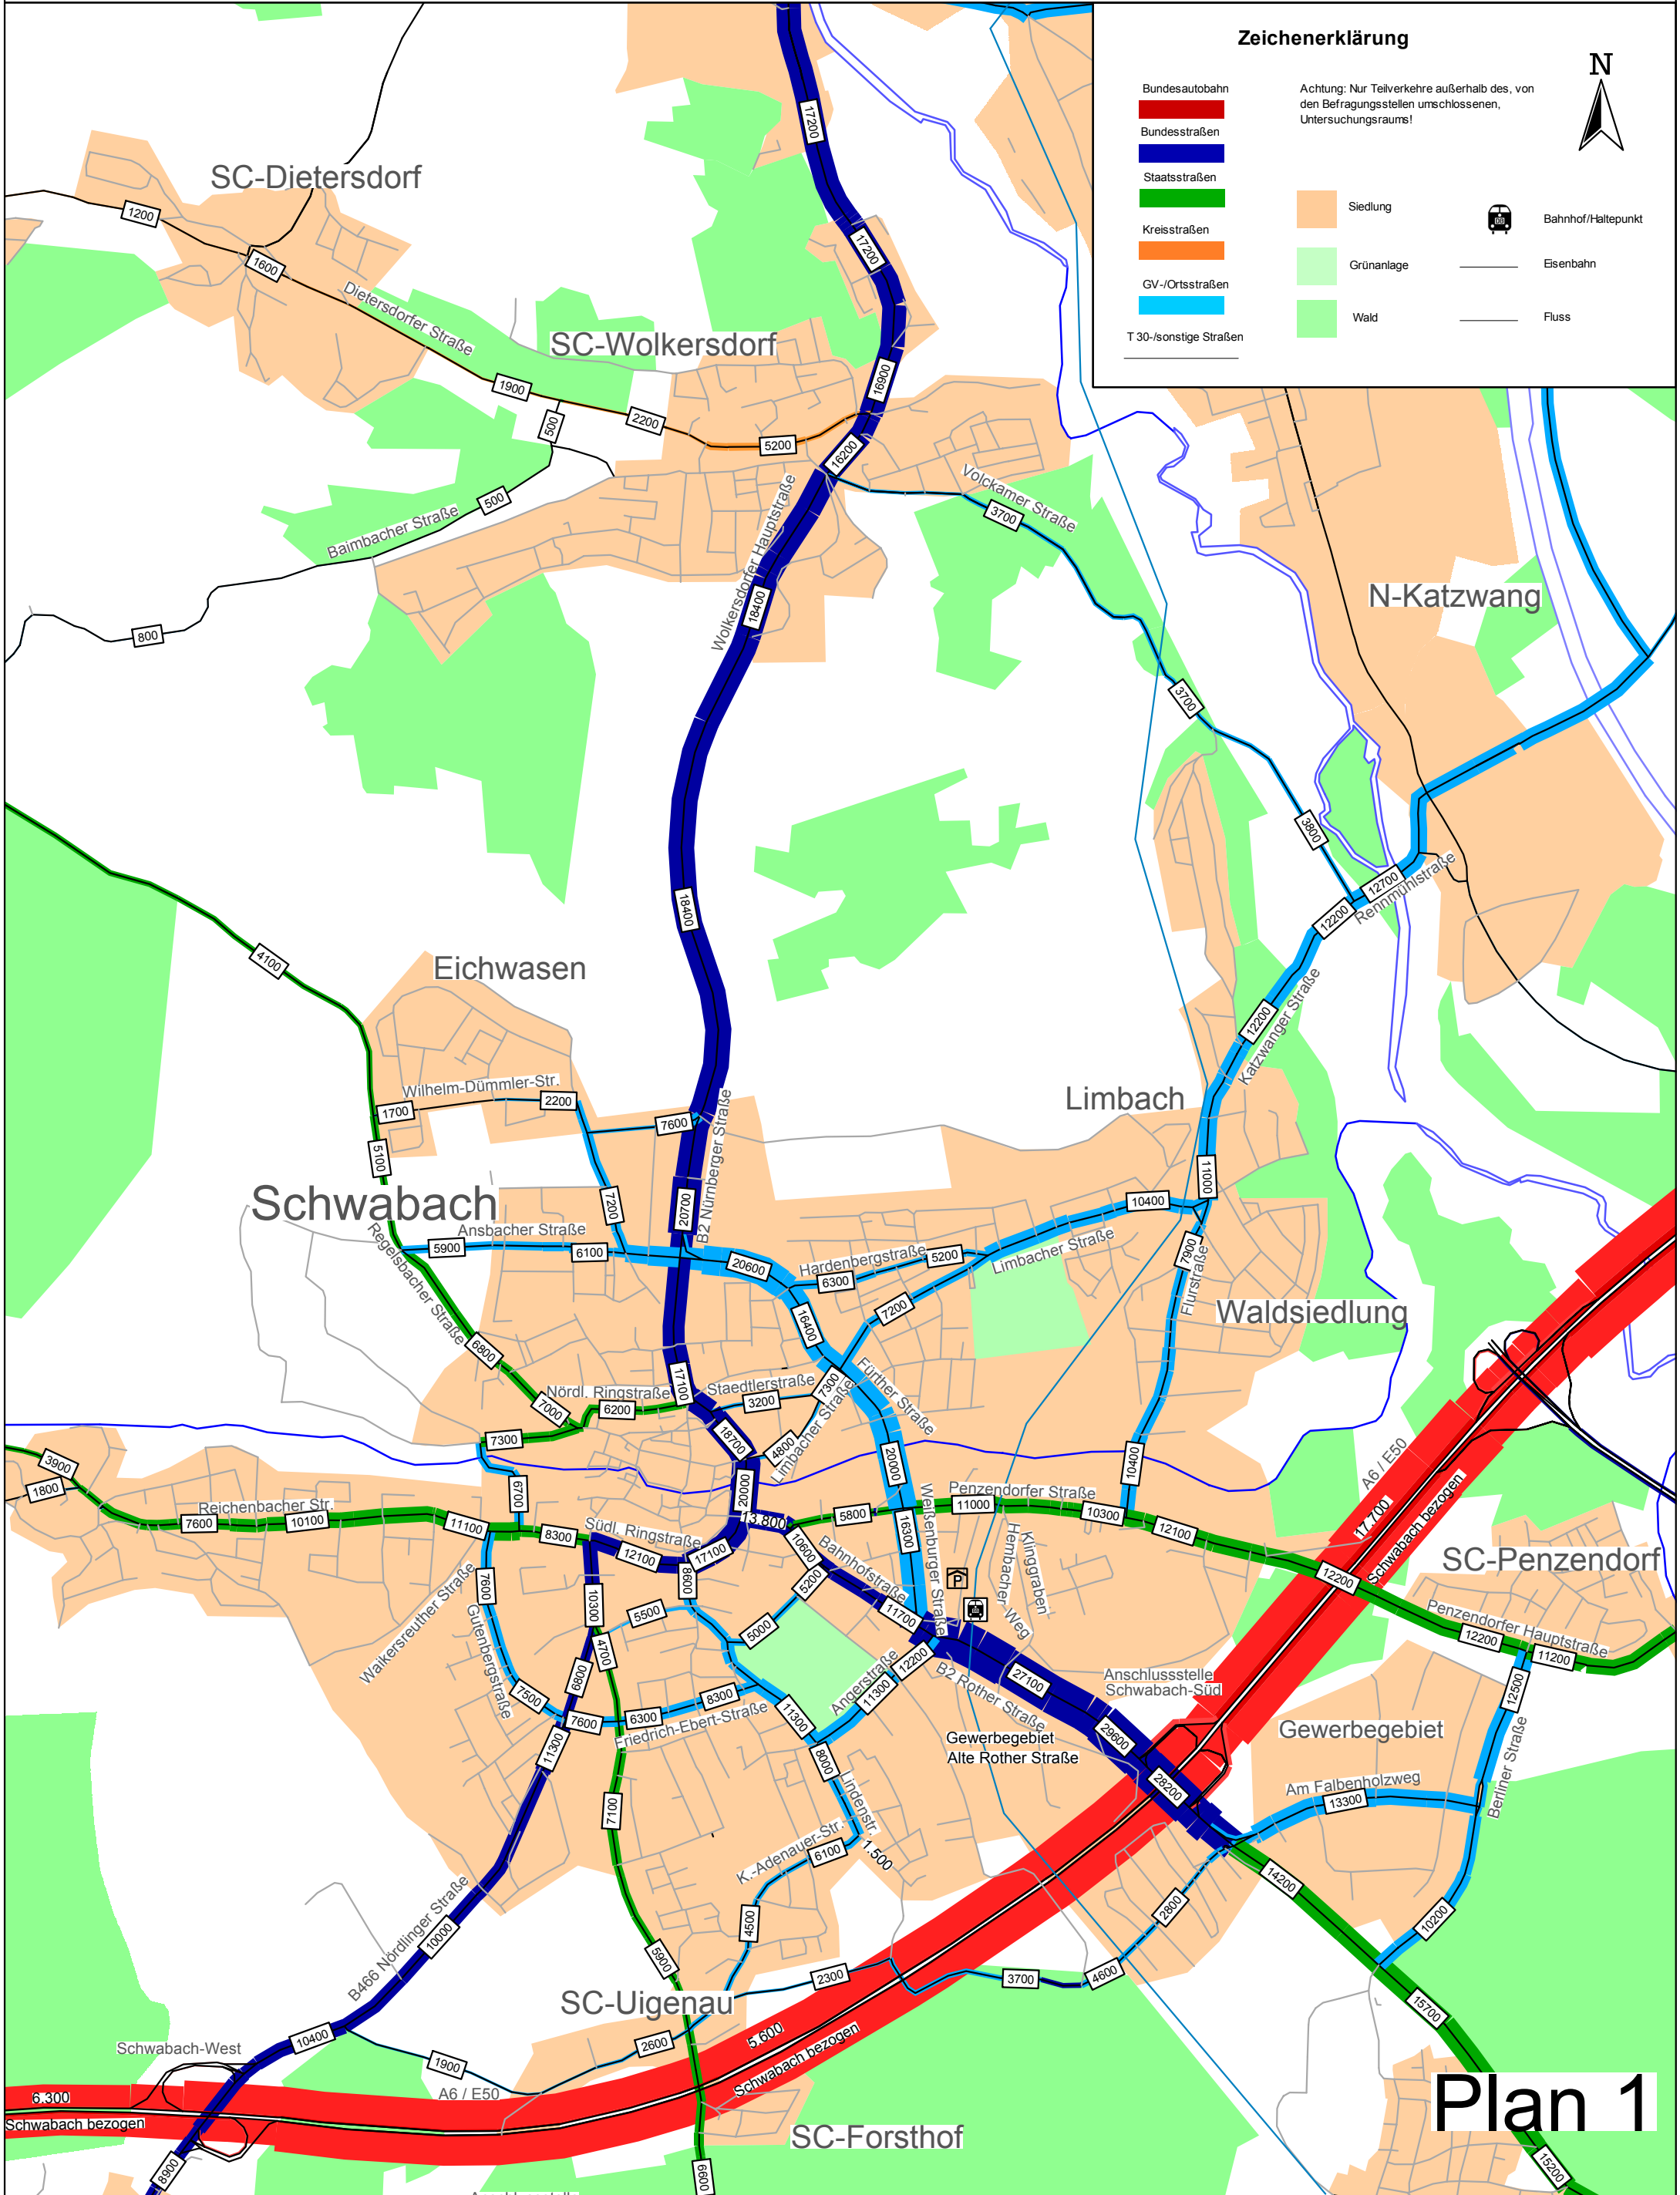 Zeichenerklärung
N
Bundesautobahn
Achtung: Nur Teilverkehre außerhalb des, von
den Befragungsstellen umschlossenen,
Untersuchungsraums!
Bundesstraßen
Staatsstraßen
Siedlung
Bahnhof/Haltepunkt
Kreisstraßen
Grünanlage
Eisenbahn
GV-/Ortsstraßen
Wald
Fluss
T 30-/sonstige Straßen
17200
SC-Dietersdorf
1200
17200
1600
Dietersdorfer Straße
SC-Wolkersdorf
16900
1900
2200
500
5200
16200
Volckamer Straße
3700
500
Baimbacher Straße
Wolkersdorfer Hauptstraße
18400
N-Katzwang
800
3700
3800
12700
Rennmühlstraße
12200
18400
4100
Eichwasen
12200
Katzwanger Straße
Wilhelm-Dümmler-Str.
2200
1700
7600
Limbach
5100
B2 Nürnberger Straße
11000
Schwabach
7200
20700
10400
Ansbacher Straße
5900
6100
20600
Hardenbergstraße
5200
6300
Limbacher Straße
7900
Flurstraße
Regelsbacher Straße
7200
16400
Waldsiedlung
6800
Fürther Straße
17100
Nördl. Ringstraße
Staedtlerstraße
7300
3200
6200
7000
7300
18700
4800
Limbacher Straße
3900
1800
20000
20000
10400
A6 / E50
6700
Penzendorfer Straße
Reichenbacher Str.
7600
10100
11100
8300
Südl. Ringstraße
13.800
5800
11000
10300
12100
17.700
Schwabach bezogen
12100
17100
10600
16300
Weißenburger Straße
Klinggraben
Hembacher Weg
P
SC-Penzendorf
12200
Waikersreuther Straße
7600
Gutenbergstraße
10300
8600
5200
Bahnhofstraße
5500
11700
5000
Penzendorfer Hauptstraße
12200
11200
4700
6800
12200
Angerstraße
11300
B2 Rother Straße
27100
Anschlussstelle
Schwabach-Süd
12500
7500
8300
7600
6300
Friedrich-Ebert-Straße
11300
29600
Gewerbegebiet
Alte Rother Straße
Gewerbegebiet
11300
8000
Lindenstr.
28200
Am Falbenholzweg
13300
Berliner Straße
7100
K.-Adenauer-Str.
6100
1.500
14200
B466 Nördlinger Straße
10000
4500
2800
10200
5900
2300
3700
4600
SC-Uigenau
15700
10400
Schwabach-West
2600
5.600
Schwabach bezogen
1900
A6 / E50
6.300
Schwabach bezogen
Plan 1
SC-Forsthof
8900
6600
15200